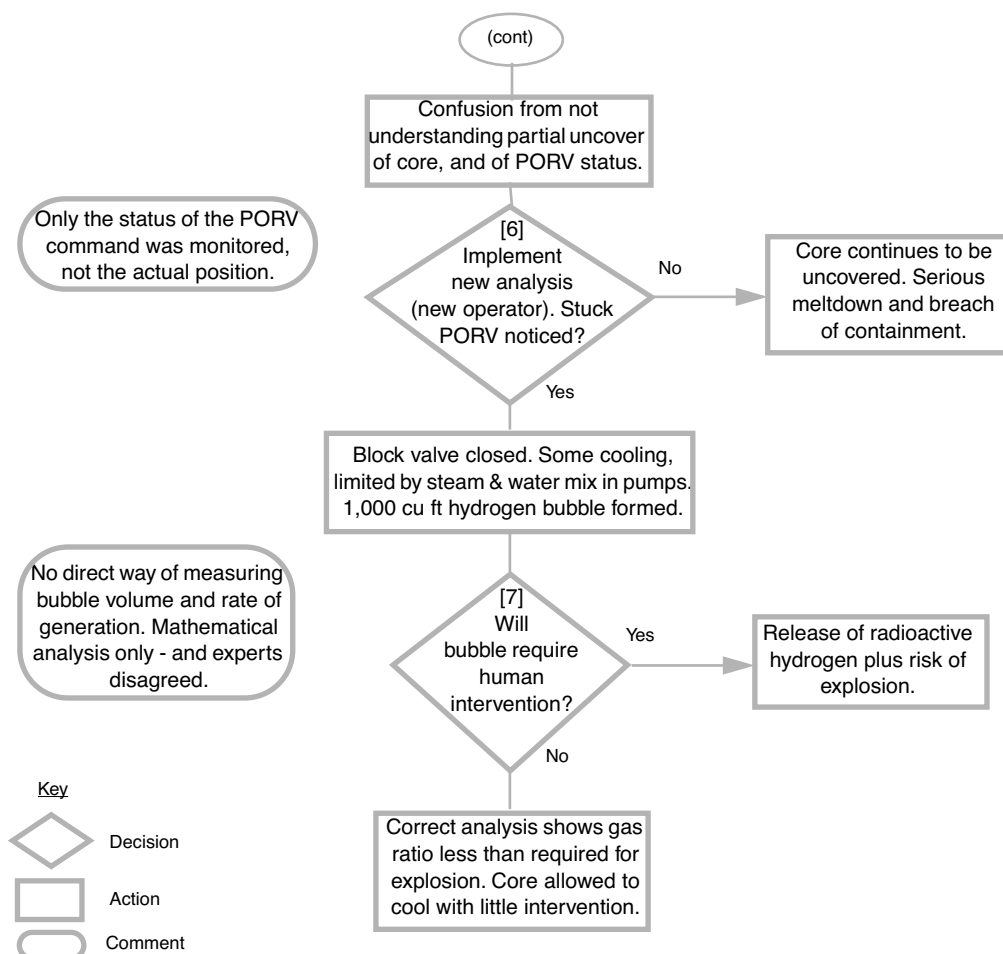 (cont)
Confusion from not
understanding partial uncover
of core, and of PORV status.
Only the status of the PORV
command was monitored,
not the actual position.
[6]
Implement
new analysis
(new operator). Stuck
PORV noticed?
No
Core continues to be
uncovered. Serious
meltdown and breach
of containment.
Yes
Block valve closed. Some cooling,
limited by steam & water mix in pumps.
1,000 cu ft hydrogen bubble formed.
No direct way of measuring
bubble volume and rate of
generation. Mathematical
analysis only - and experts
disagreed.
[7]
Will
bubble require
human
intervention?
Yes
Release of radioactive
hydrogen plus risk of
explosion.
No
Correct analysis shows gas
ratio less than required for
explosion. Core allowed to
cool with little intervention.
Key
Decision
Action
Comment